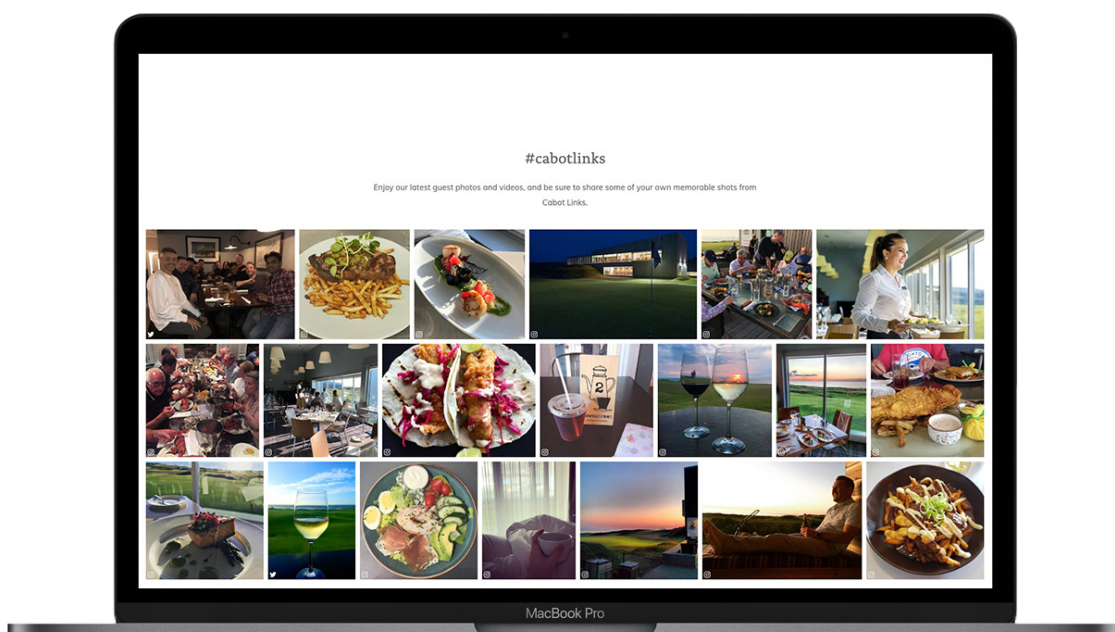 #cabotlinks
Enjoy our latest guest photos and videos, and be sure to share some of your own memorable shots from
Cabot Links.
2
MacBook Pro